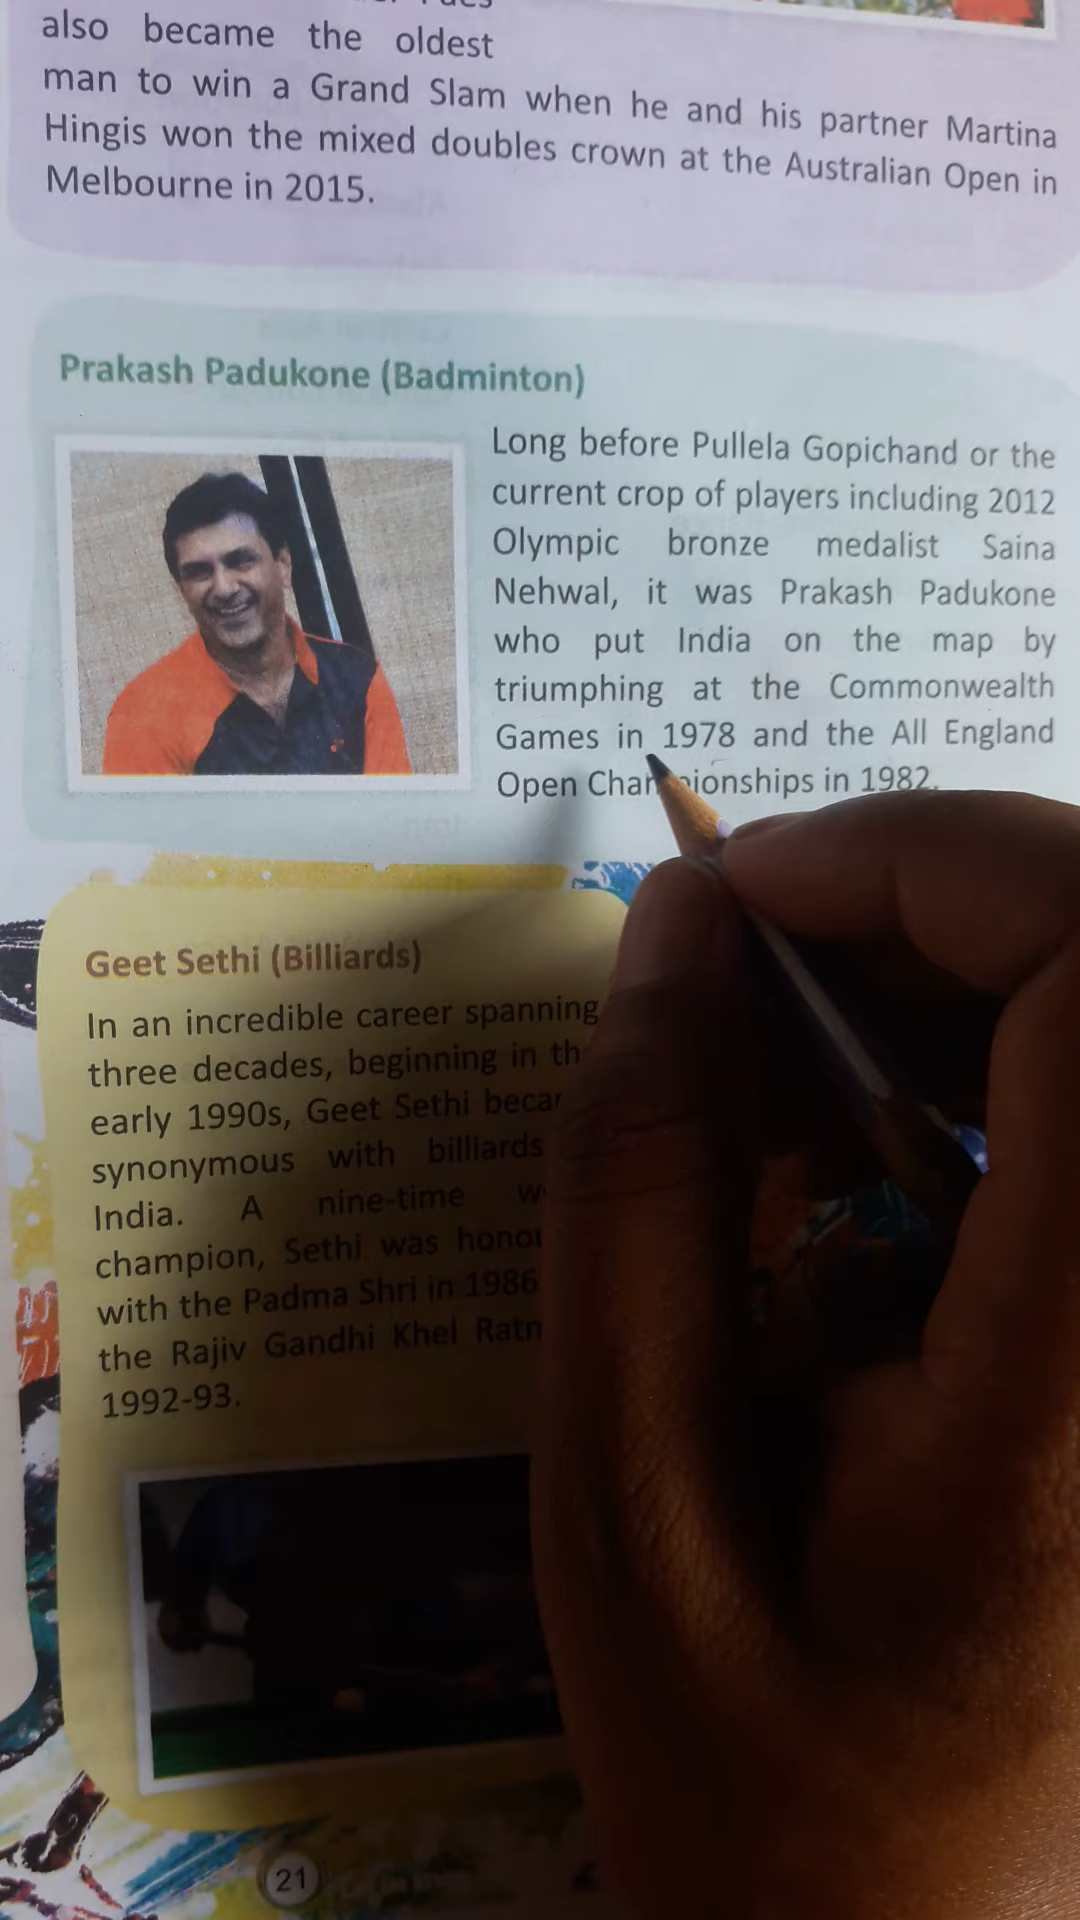 also became the oldest
man to win a Grand Slam when he and his partner Martina
Hingis won the mixed doubles crown at the Australian Open in
Melbourne in 2015.
Prakash Padukone (Badminton)
Long before Pullela Gopichand or the
current crop of players including 2012
Olympic bronze medalist Saina
Nehwal, it was Prakash Padukone
who put India on the map by
triumphing at the Commonwealth
Games in 1978 and the All England
Open Championships in 1982.
Geet Sethi (Billiards)
In an incredible career spanning
three decades, beginning in
early 1990s, Geet Sethi
synonymous with billiards
India. A nine-time
champion, Sethi was
with the Padma Shri in 1986
the Rajiv Gandhi Khel
1992-93.
21